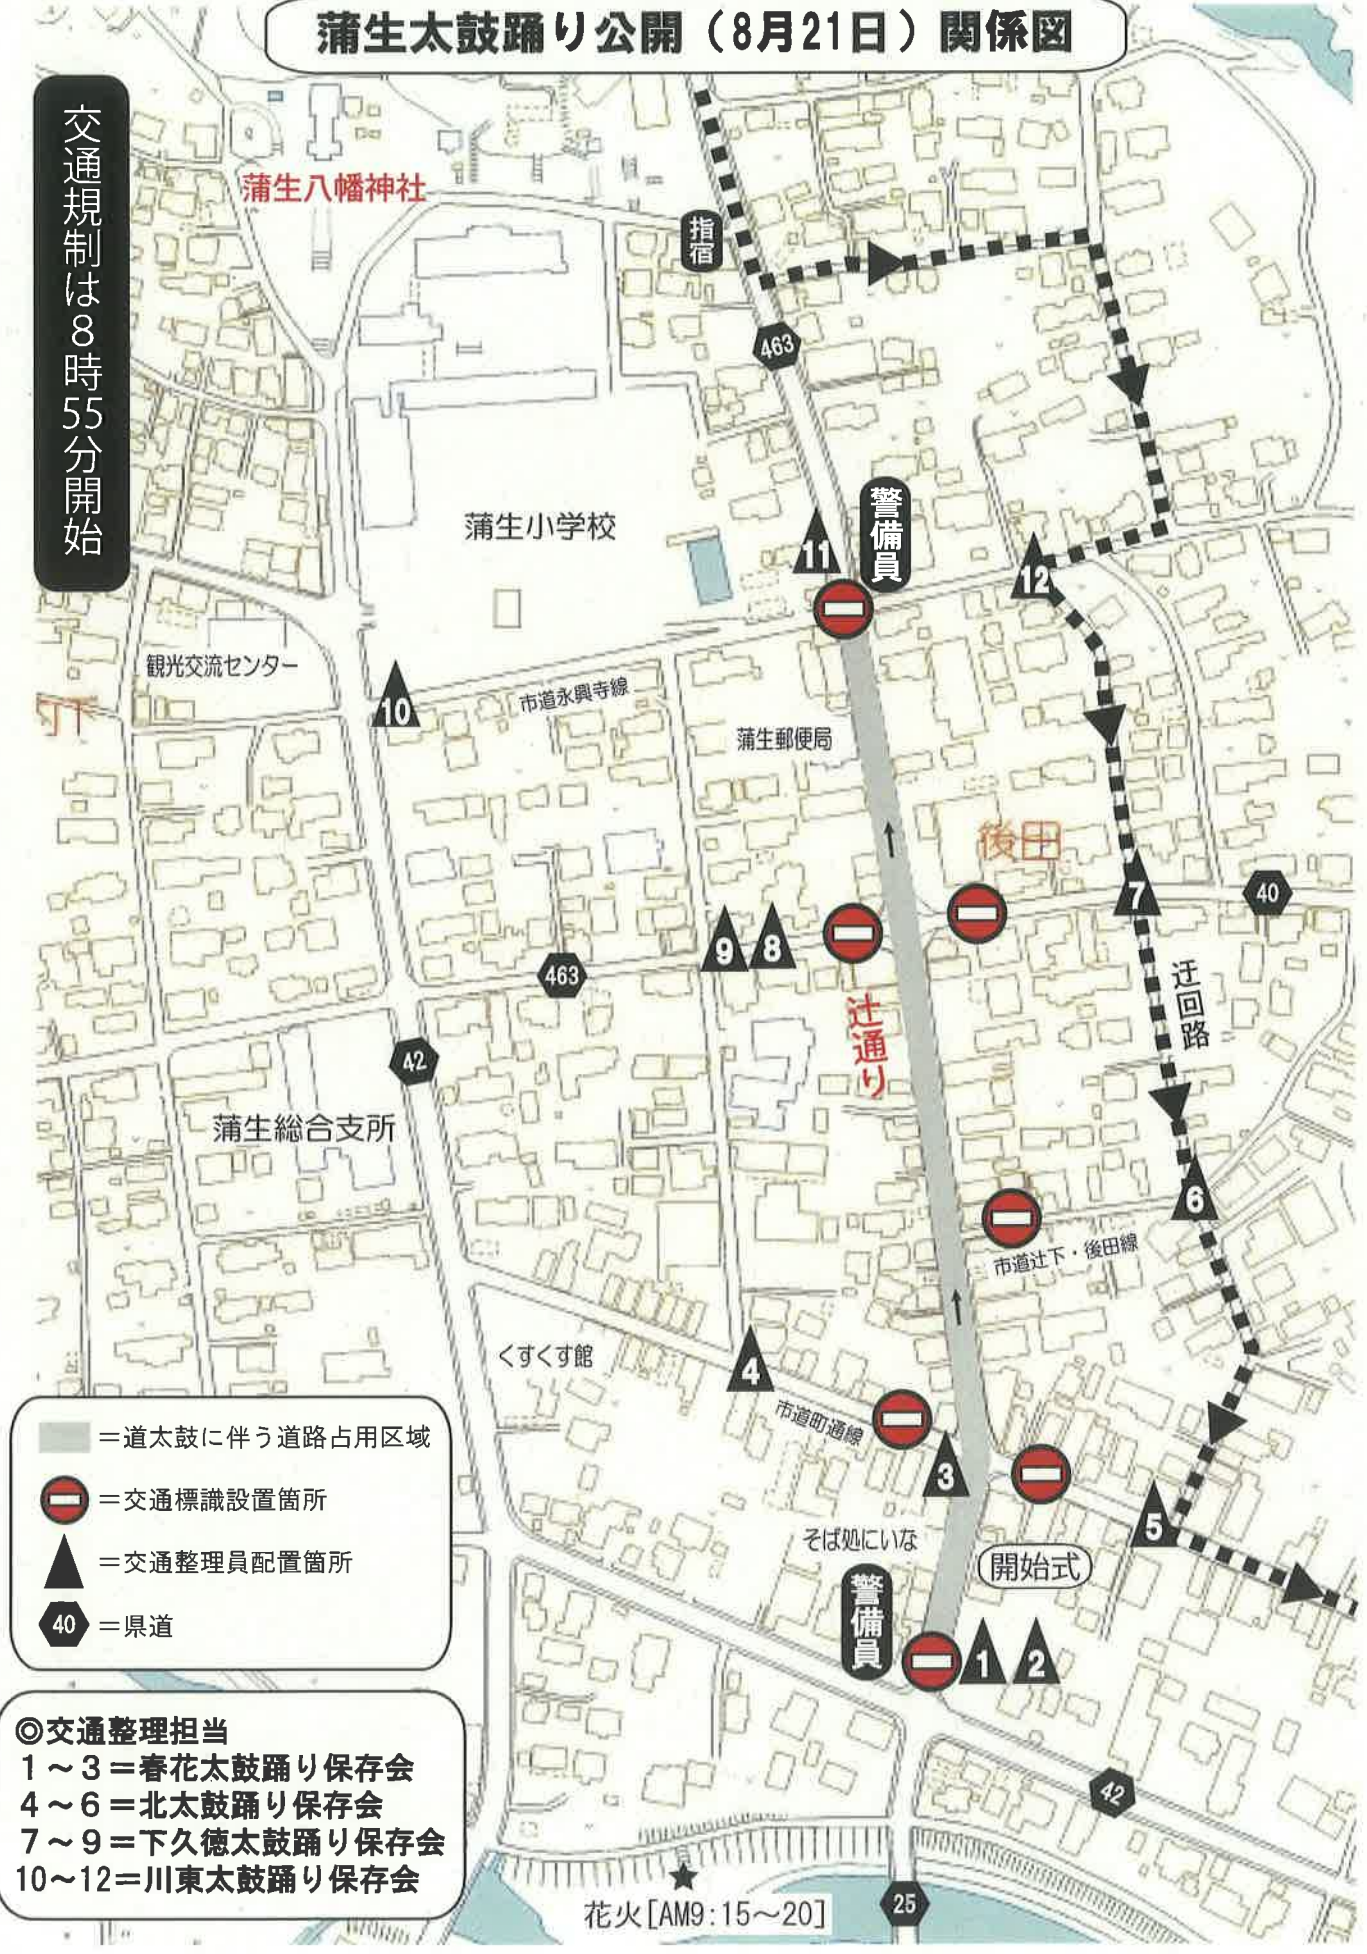 蒲生太鼓踊り公開（8月21日）関係図
交通規制は8時55分開始
蒲生八幡神社
指宿
463
蒲生小学校
警備員
11
12
観光交流センター
10
市道永興寺線
蒲生郵便局
後田
7
40
9
8
463
辻通り
迂回路
42
蒲生総合支所
6
市道辻下・後田線
くすくす館
4
市道町通線
3
5
そば処にいな
開始式
警備員
1
2
42
＝道太鼓に伴う道路占用区域
＝交通標識設置箇所
＝交通整理員配置箇所
40 ＝県道
◎交通整理担当
1～3＝春花太鼓踊り保存会
4～6＝北太鼓踊り保存会
7～9＝下久徳太鼓踊り保存会
10～12＝川東太鼓踊り保存会
花火[AM9:15～20]
25